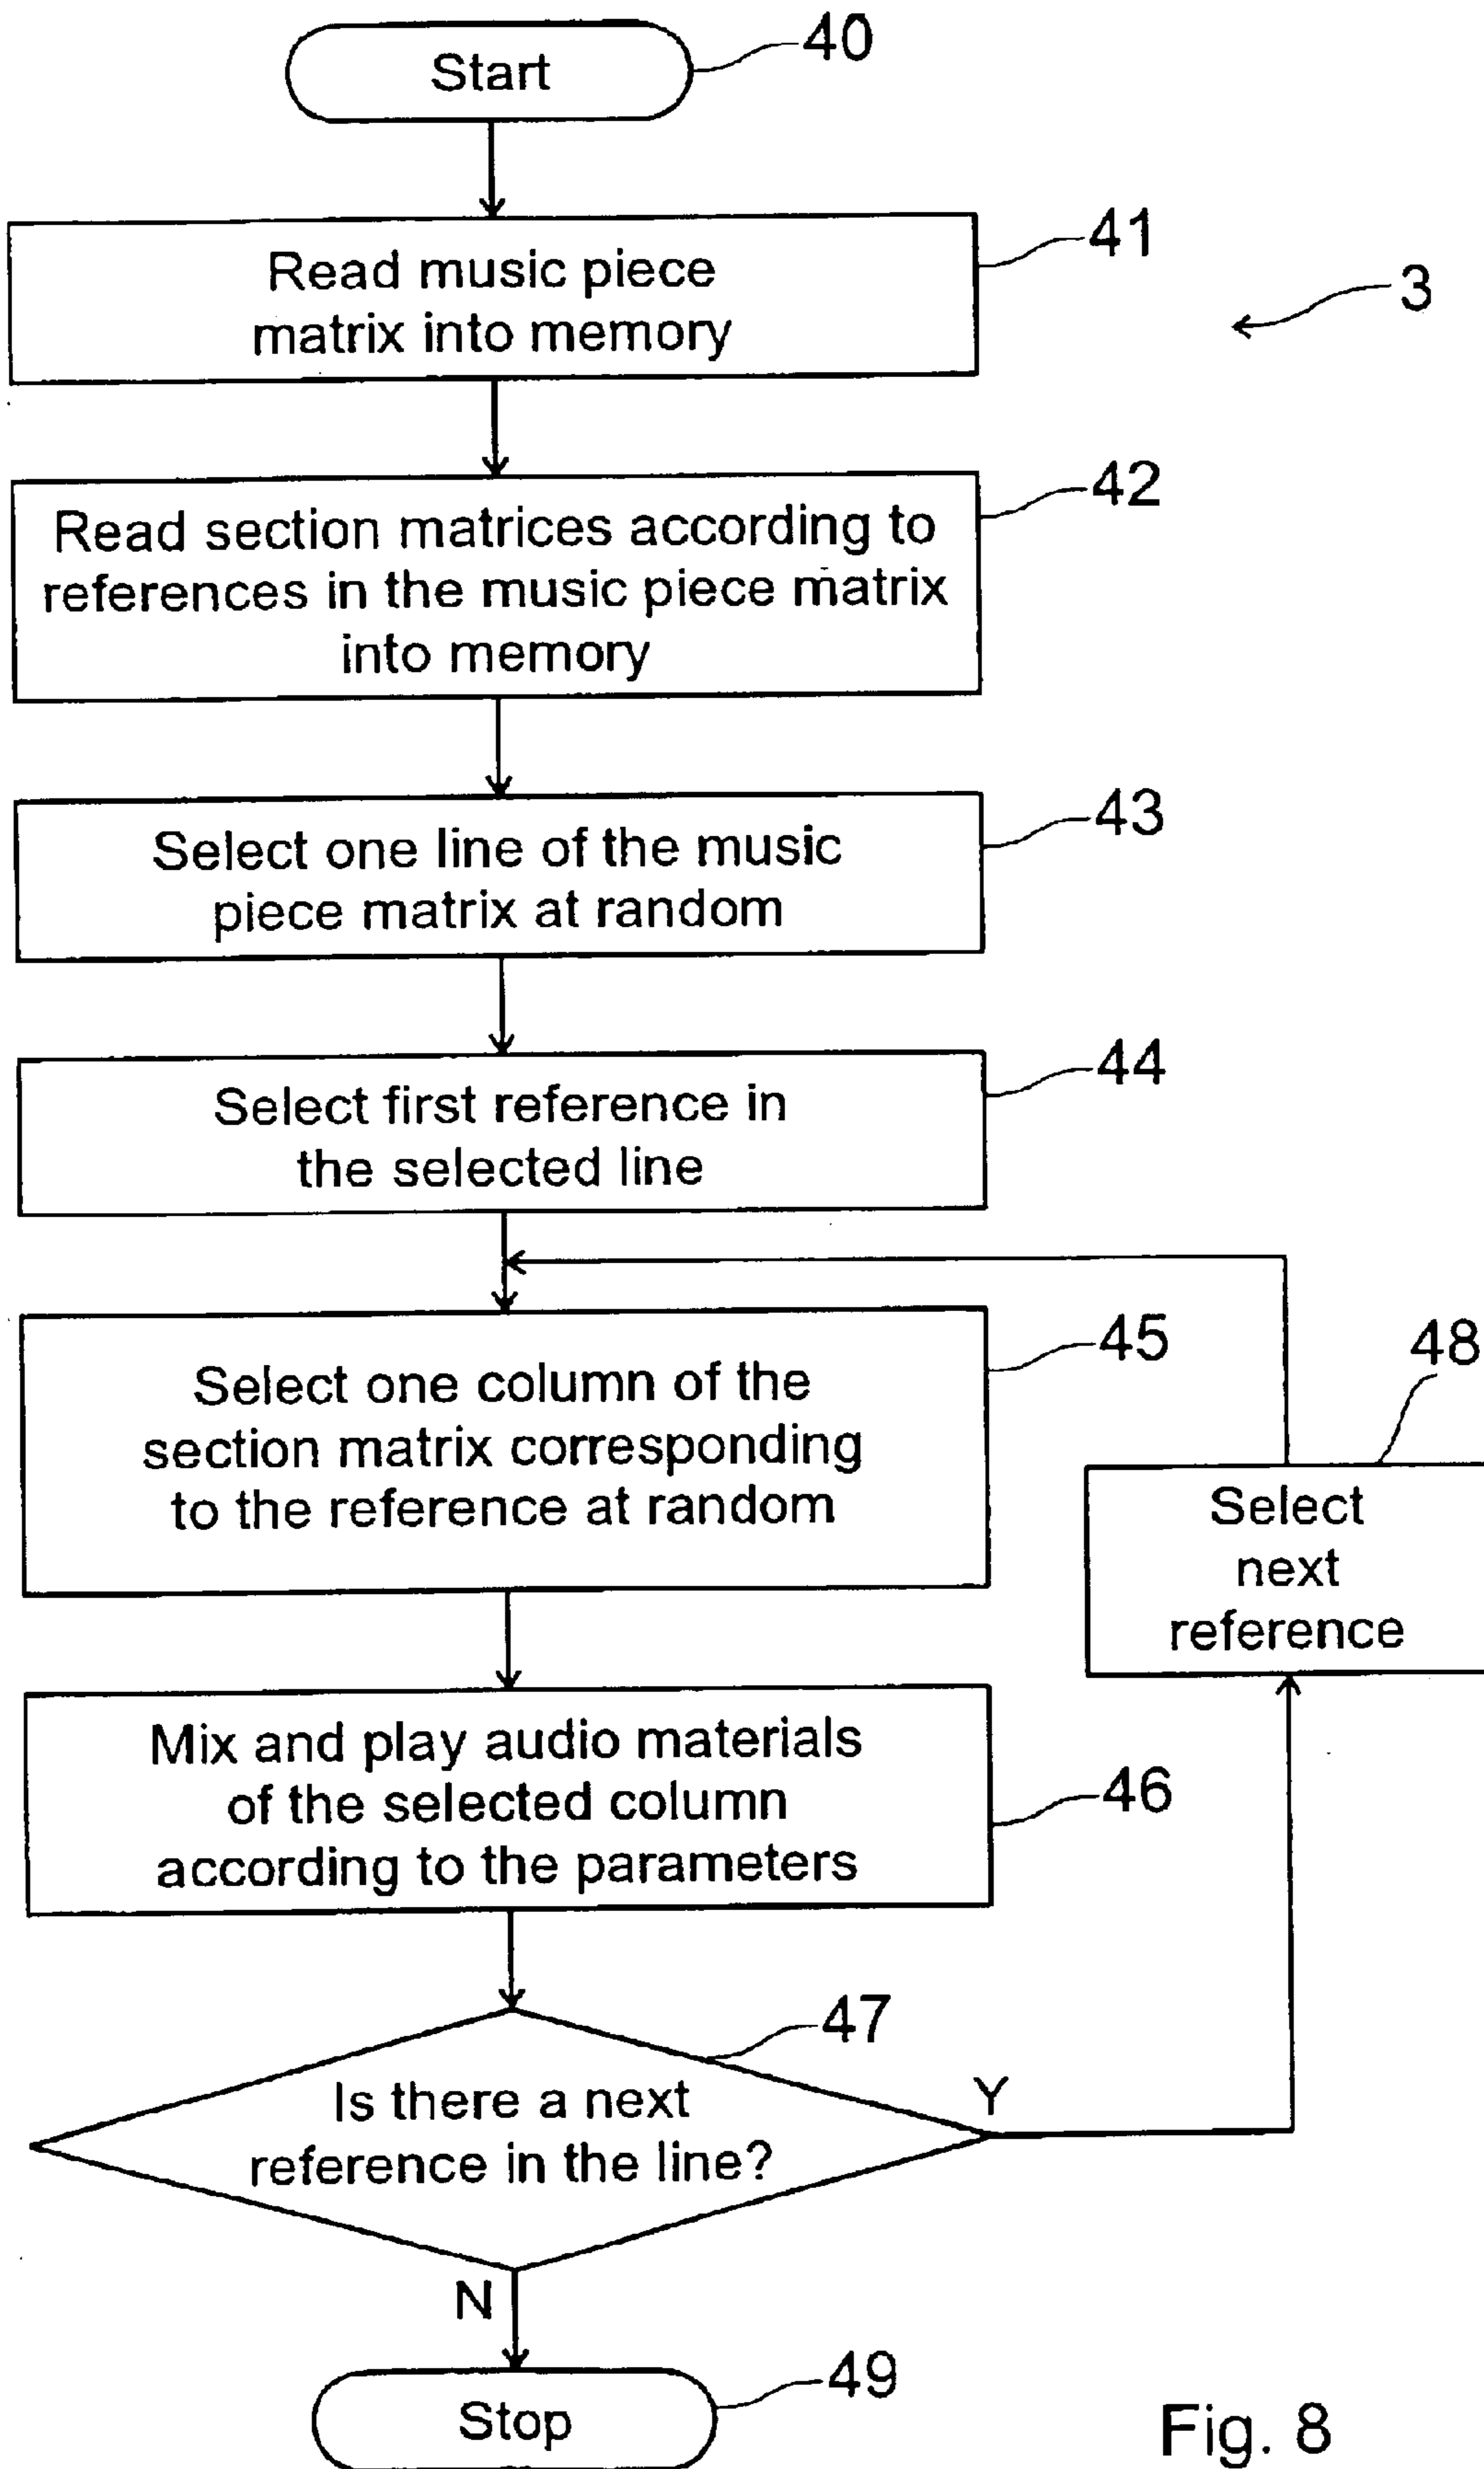 Start
40
Read music piece
matrix into memory
41
3
Read section matrices according to
references in the music piece matrix
into memory
42
Select one line of the music
piece matrix at random
43
Select first reference in
the selected line
44
Select one column of the
section matrix corresponding
to the reference at random
45
48
Select
next
reference
Mix and play audio materials
of the selected column
according to the parameters
46
47
Is there a next
reference in the line?
Y
N
Stop
49
Fig. 8